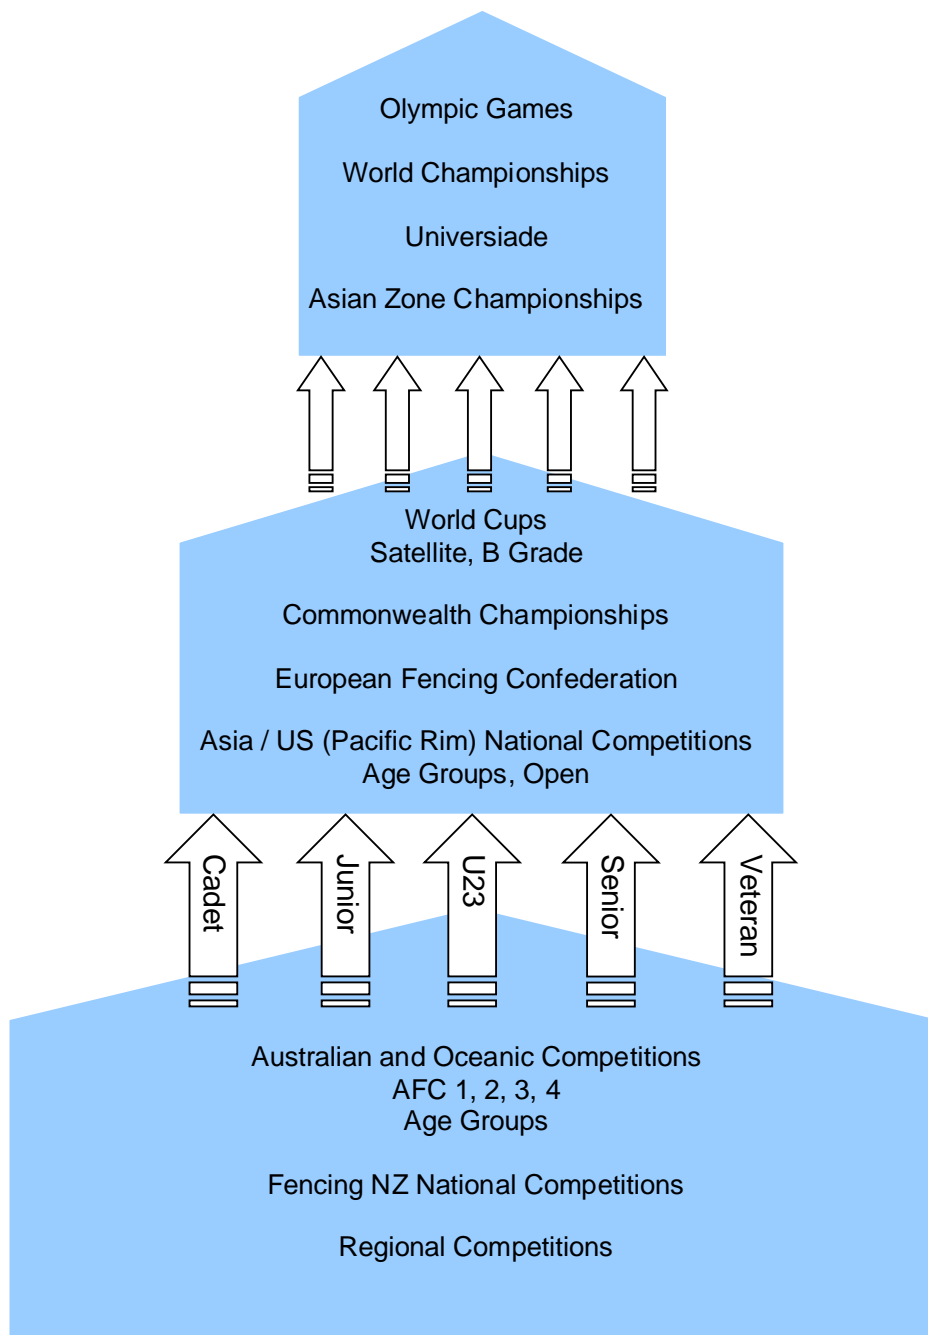 Olympic Games
World Championships
Universiade
Asian Zone Championships
World Cups
Satellite, B Grade
Commonwealth Championships
European Fencing Confederation
Asia / US (Pacific Rim) National Competitions
Age Groups, Open
Cadet
Junior
U23
Senior
Veteran
Australian and Oceanic Competitions
AFC 1, 2, 3, 4
Age Groups
Fencing NZ National Competitions
Regional Competitions